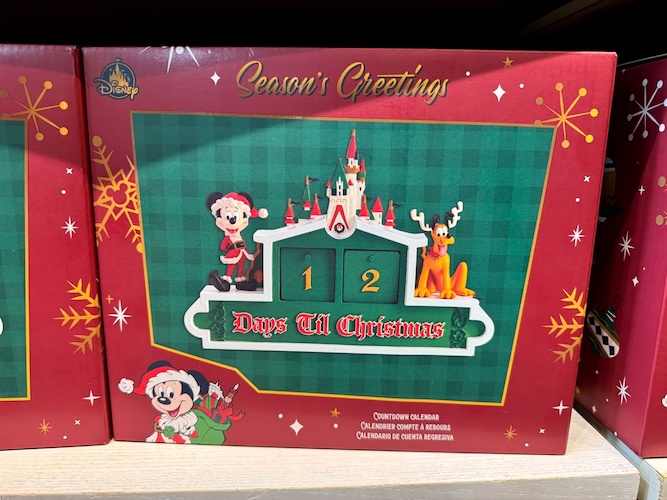 Disney
Season's Greetings
1 2
Days Til Christmas
COUNTDOWN CALENDAR
CALENDRIER COMPTE À REBOURS
CALENDARIO DE CUENTA REGRESIVA